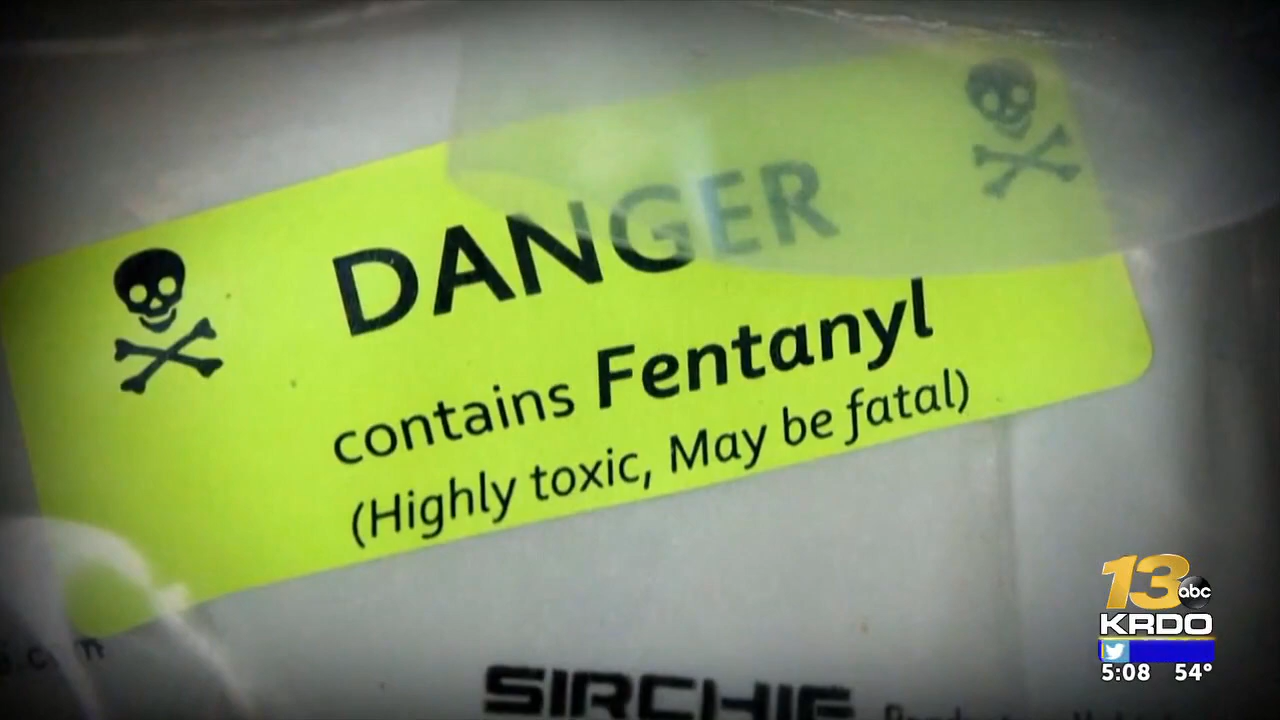 DANGER
contains Fentanyl
(Highly toxic, May be fatal)
SIRCHIE
13 abc
KRDO
5:08 54°